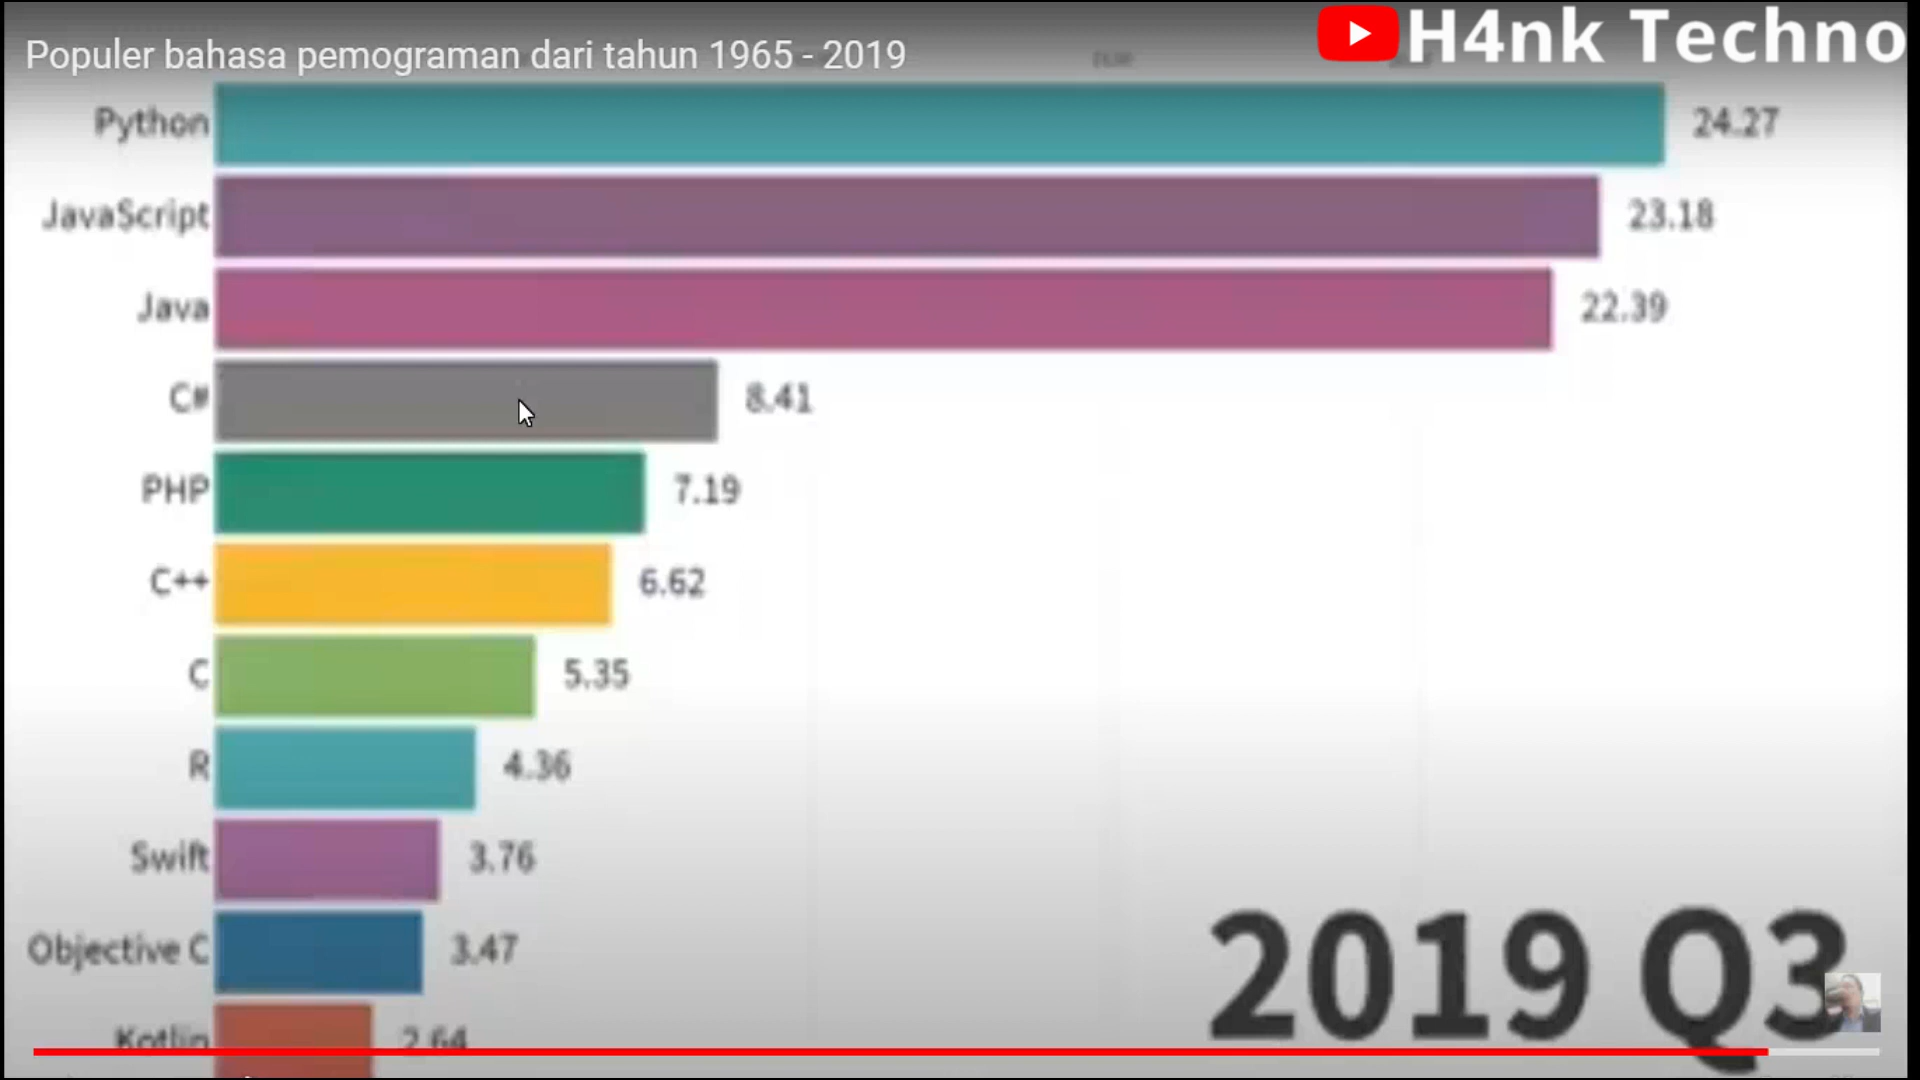 H4nk Techno
Populer bahasa pemograman dari tahun 1965 - 2019
Python 24.27
JavaScript 23.18
Java 22.39
C# 8.41
PHP 7.19
C++ 6.62
C 5.35
R 4.36
Swift 3.76
Objective C 3.47
Kotlin 2.64
2019 Q3